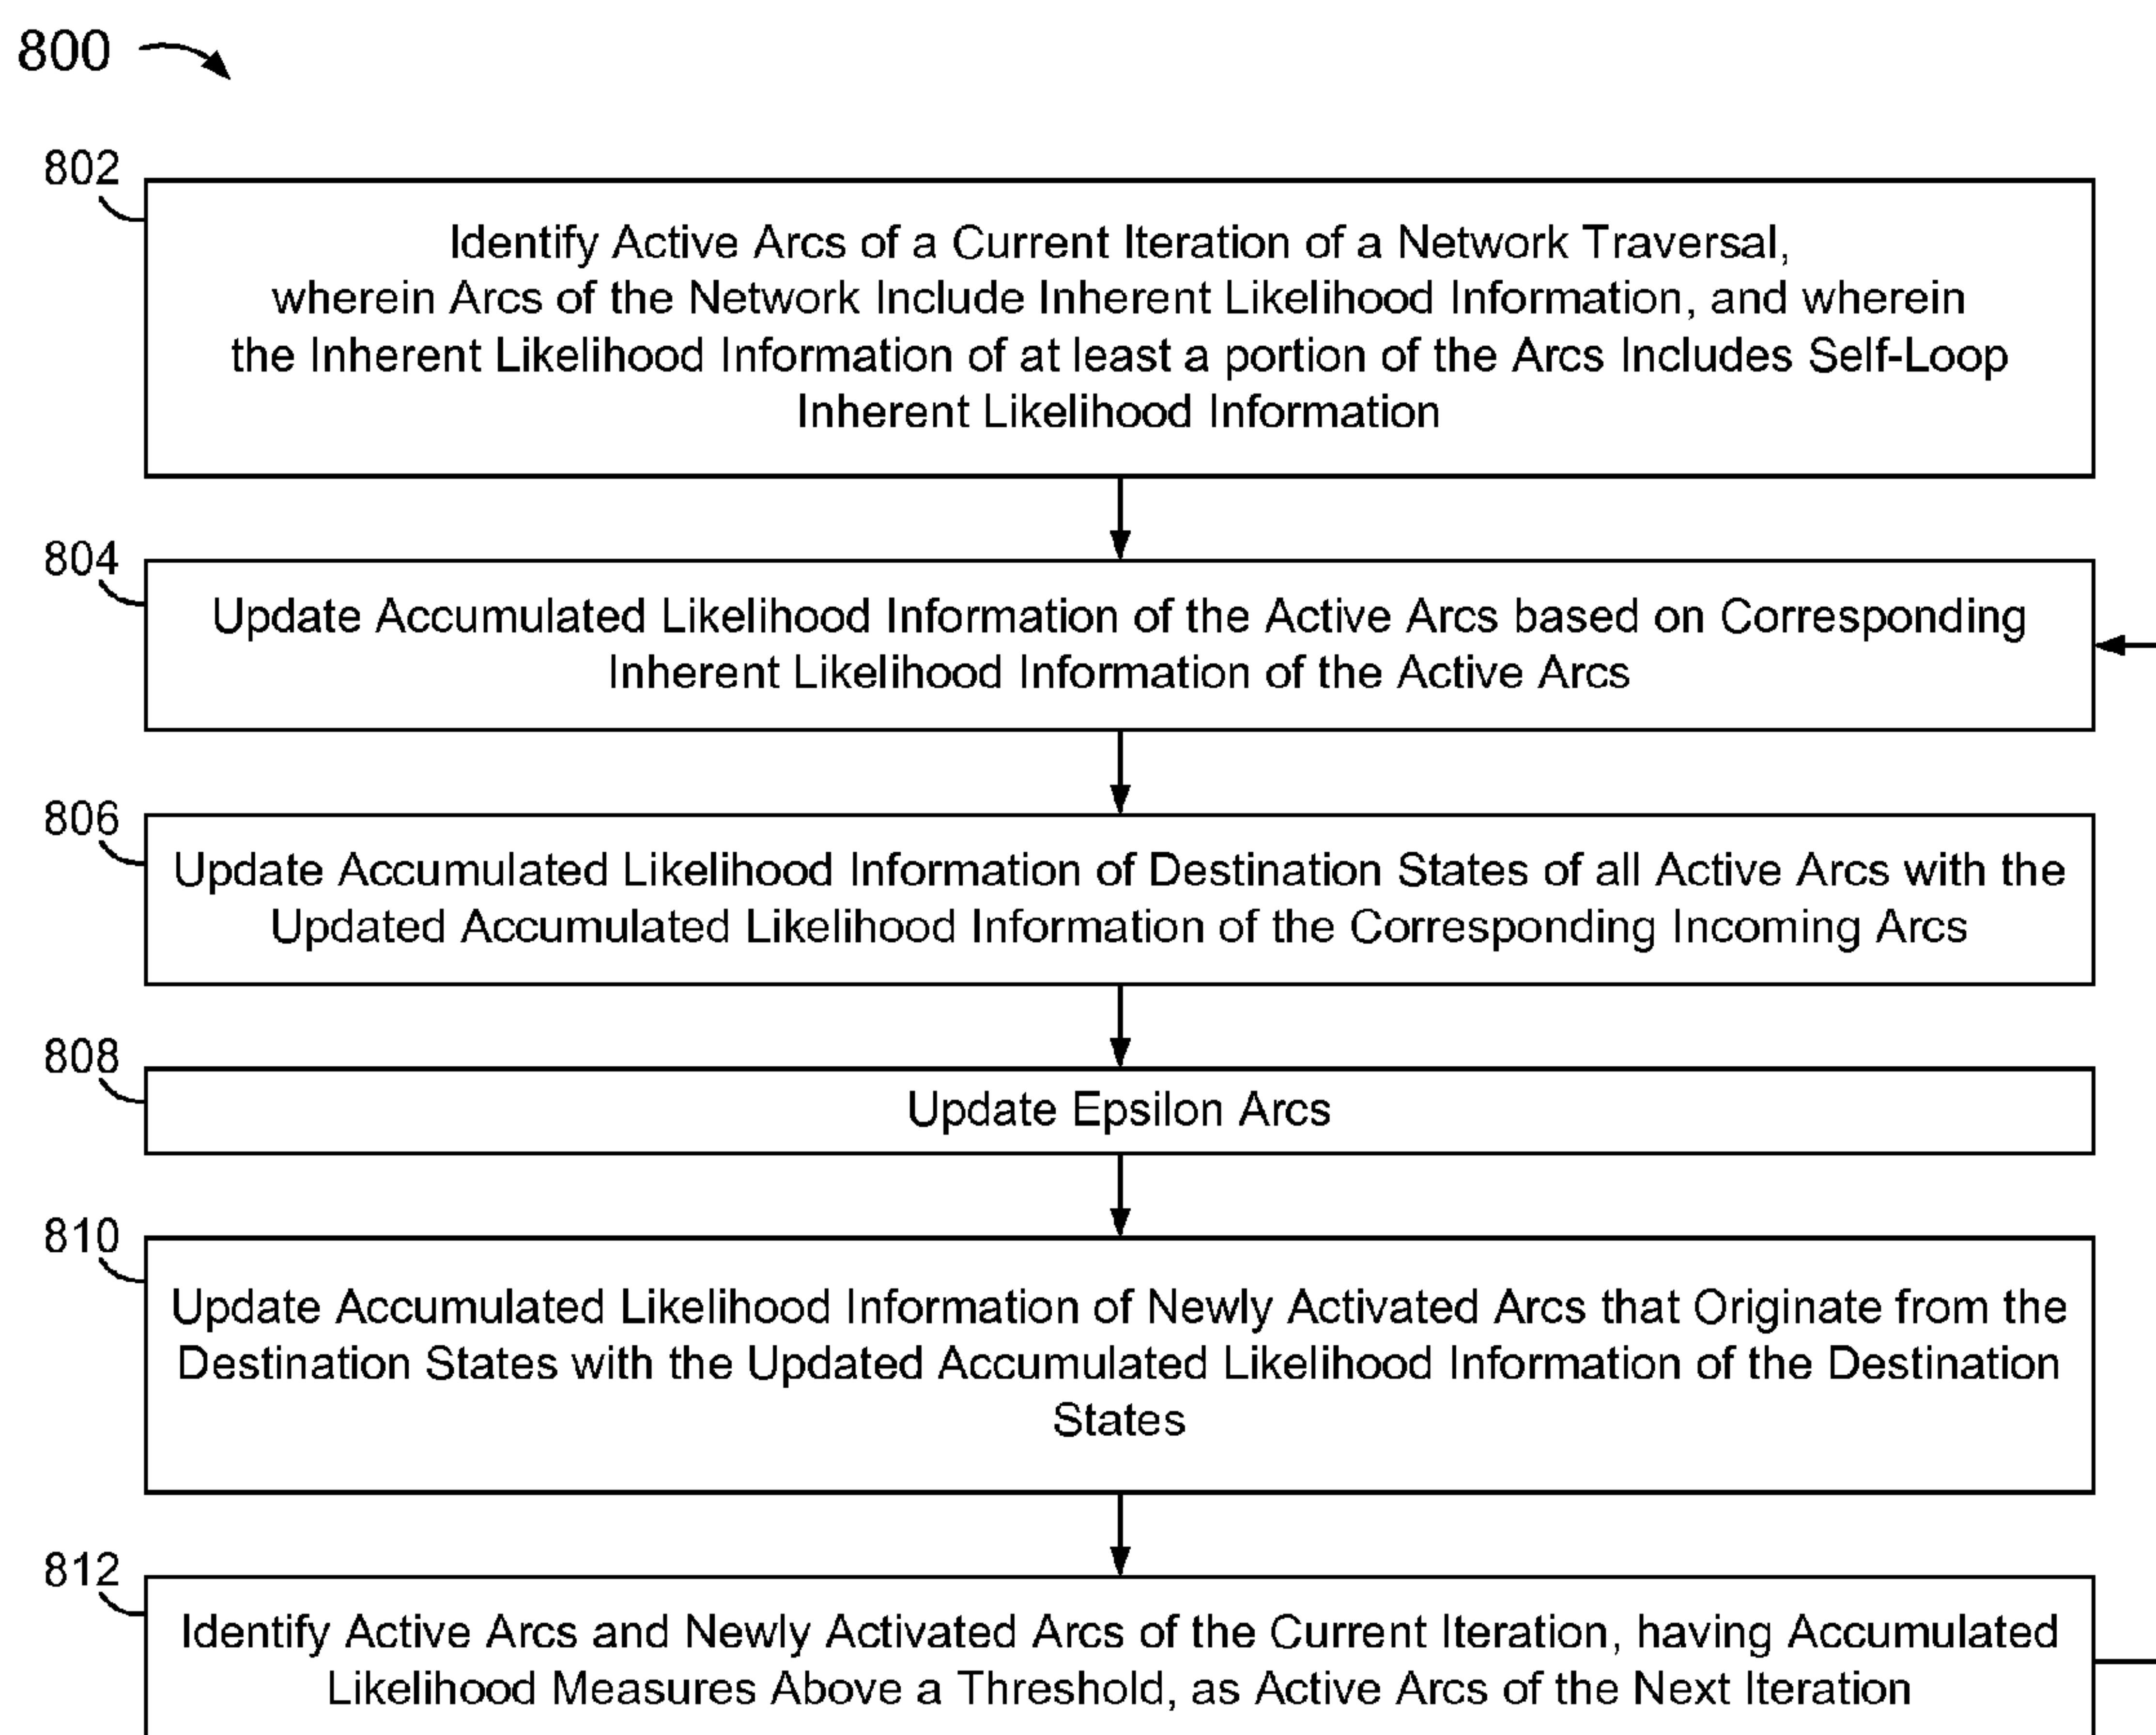 800
802
Identify Active Arcs of a Current Iteration of a Network Traversal,
wherein Arcs of the Network Include Inherent Likelihood Information, and wherein
the Inherent Likelihood Information of at least a portion of the Arcs Includes Self-Loop
Inherent Likelihood Information
804
Update Accumulated Likelihood Information of the Active Arcs based on Corresponding
Inherent Likelihood Information of the Active Arcs
806
Update Accumulated Likelihood Information of Destination States of all Active Arcs with the
Updated Accumulated Likelihood Information of the Corresponding Incoming Arcs
808
Update Epsilon Arcs
810
Update Accumulated Likelihood Information of Newly Activated Arcs that Originate from the
Destination States with the Updated Accumulated Likelihood Information of the Destination
States
812
Identify Active Arcs and Newly Activated Arcs of the Current Iteration, having Accumulated
Likelihood Measures Above a Threshold, as Active Arcs of the Next Iteration